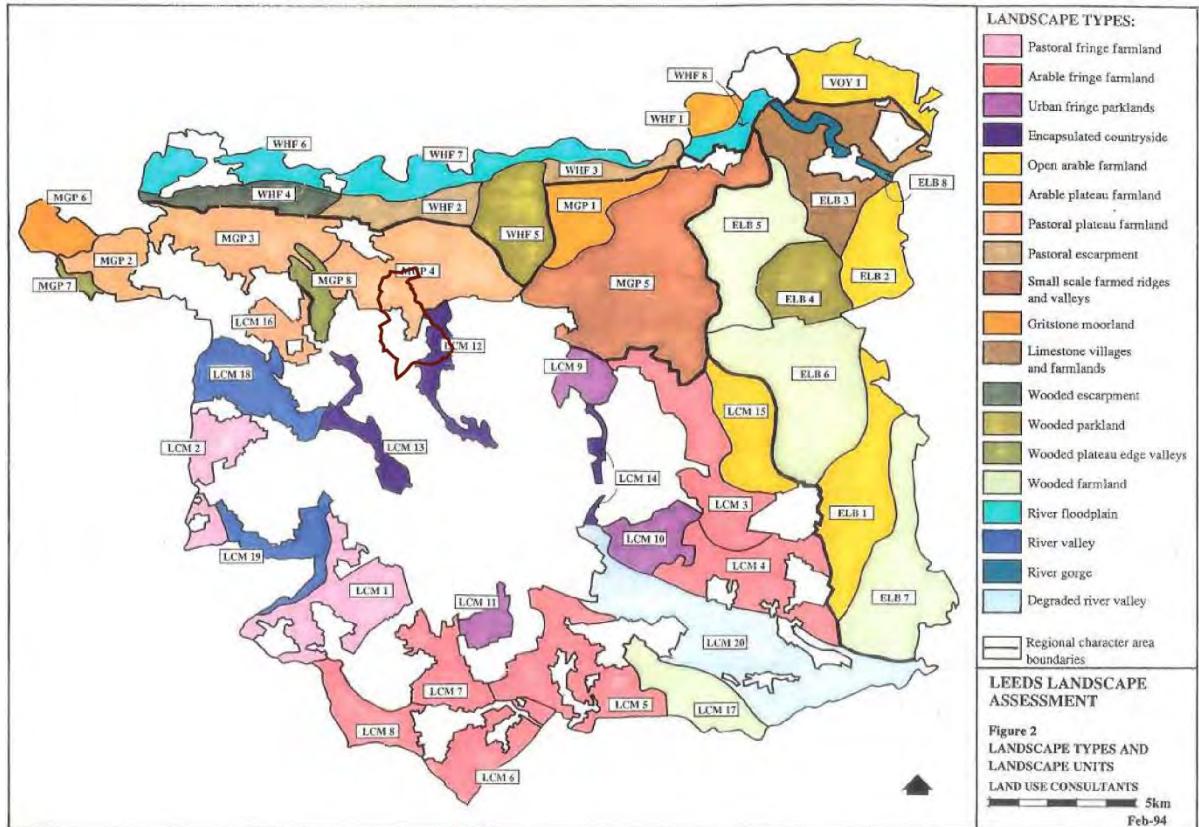 VOY 1
WHF 8
WHF 1
WHF 6
WHF 7
WHF 3
ELB 8
MGP 6
WHF 4
WHF 2
MGP 1
ELB 3
MGP 3
WHF 5
ELB 5
MGP 2
MGP 4
ELB 2
MGP 7
MGP 8
MGP 5
ELB 4
LCM 16
LCM 12
LCM 9
LCM 18
ELB 6
LCM 15
LCM 2
LCM 13
LCM 14
LCM 3
ELB 1
LCM 10
LCM 19
LCM 4
LCM 1
LCM 11
ELB 7
LCM 20
LCM 7
LCM 5
LCM 17
LCM 8
LCM 6
LANDSCAPE TYPES:
Pastoral fringe farmland
Arable fringe farmland
Urban fringe parklands
Encapsulated countryside
Open arable farmland
Arable plateau farmland
Pastoral plateau farmland
Pastoral escarpment
Small scale farmed ridges
and valleys
Gritstone moorland
Limestone villages
and farmlands
Wooded escarpment
Wooded parkland
Wooded plateau edge valleys
Wooded farmland
River floodplain
River valley
River gorge
Degraded river valley
Regional character area
boundaries
LEEDS LANDSCAPE
ASSESSMENT
Figure 2
LANDSCAPE TYPES AND
LANDSCAPE UNITS
LAND USE CONSULTANTS
5km
Feb-94